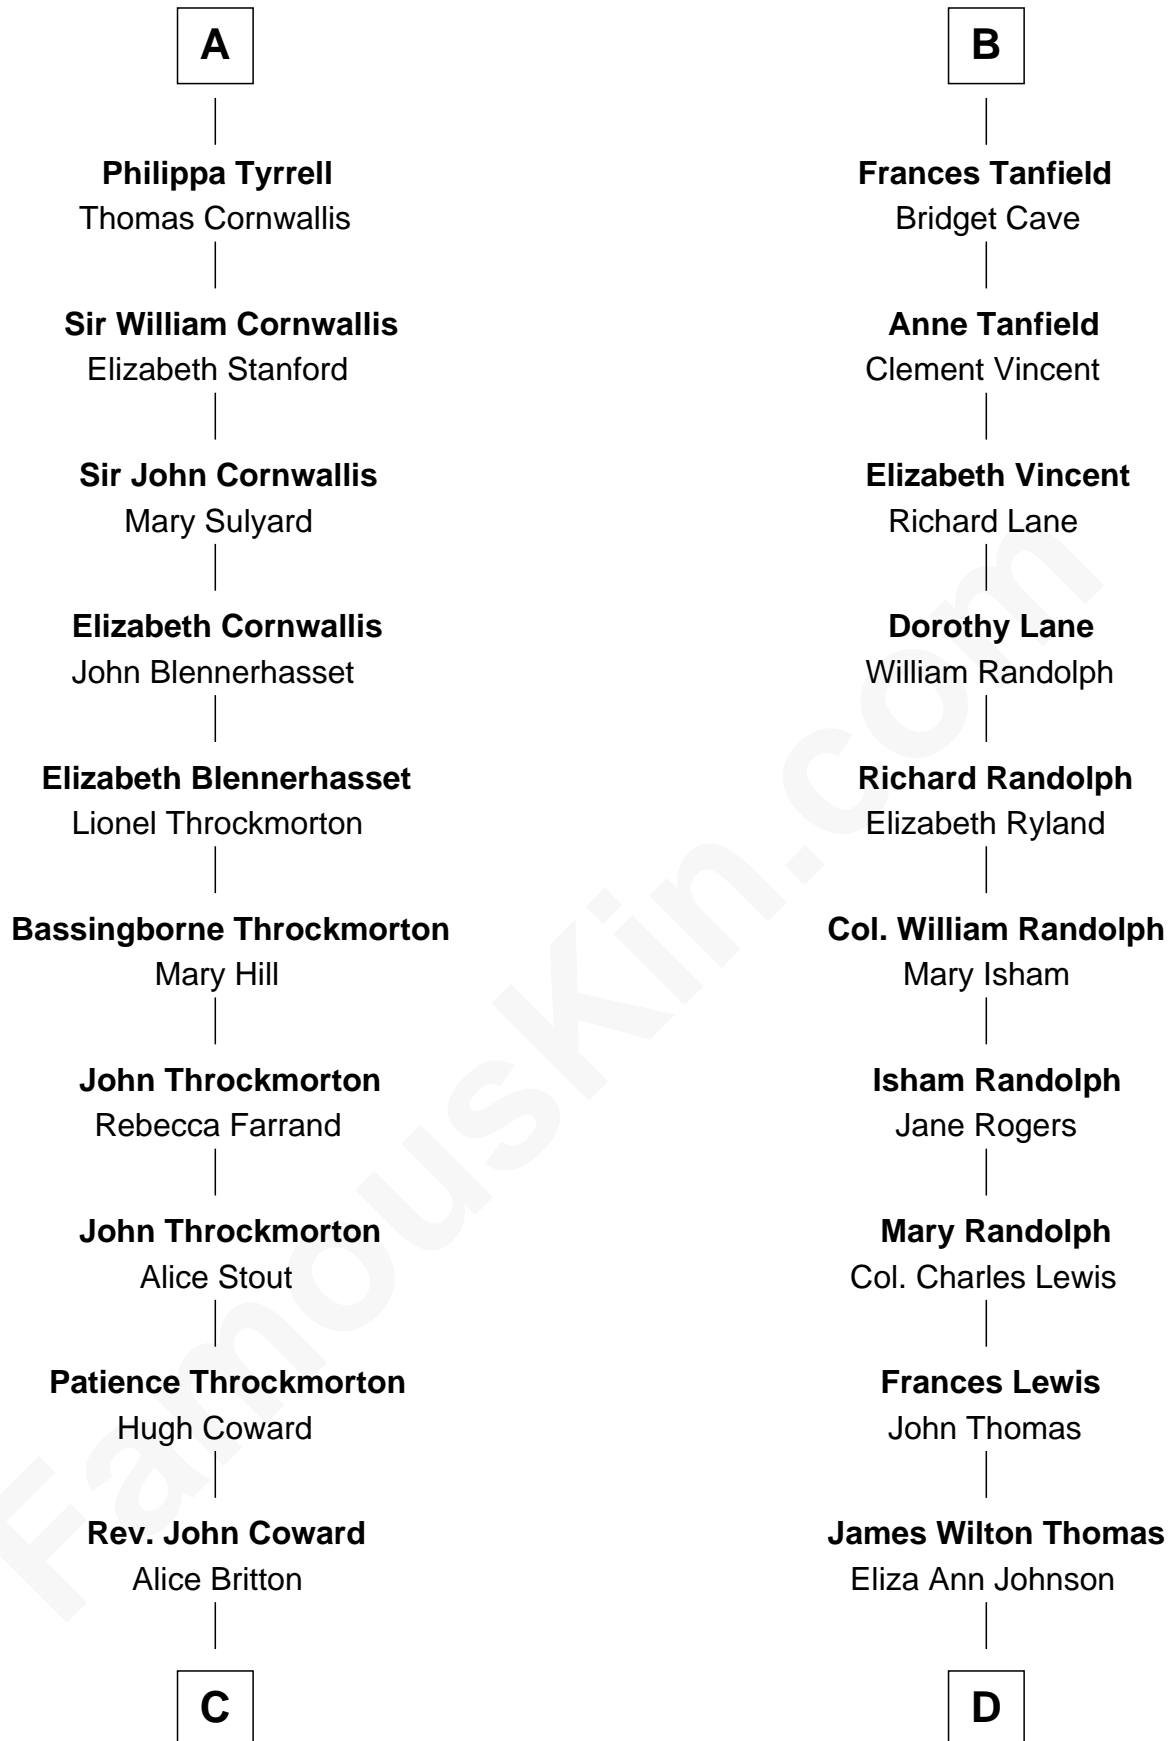 A
Philippa Tyrrell
Thomas Cornwallis
Sir William Cornwallis
Elizabeth Stanford
Sir John Cornwallis
Mary Sulyard
Elizabeth Cornwallis
John Blennerhasset
Elizabeth Blennerhasset
Lionel Throckmorton
Bassingborne Throckmorton
Mary Hill
John Throckmorton
Rebecca Farrand
John Throckmorton
Alice Stout
Patience Throckmorton
Hugh Coward
Rev. John Coward
Alice Britton
C
B
Frances Tanfield
Bridget Cave
Anne Tanfield
Clement Vincent
Elizabeth Vincent
Richard Lane
Dorothy Lane
William Randolph
Richard Randolph
Elizabeth Ryland
Col. William Randolph
Mary Isham
Isham Randolph
Jane Rogers
Mary Randolph
Col. Charles Lewis
Frances Lewis
John Thomas
James Wilton Thomas
Eliza Ann Johnson
D
FamousKin.com